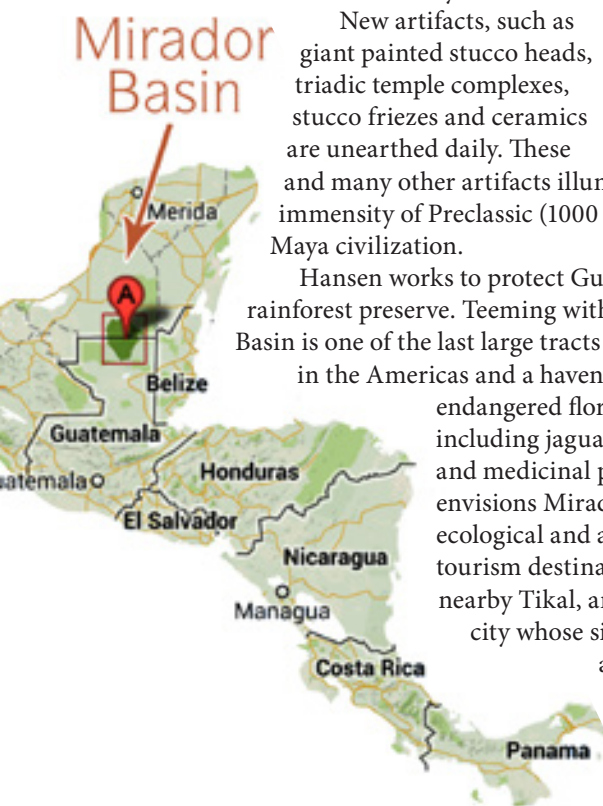 Mirador
Basin
New artifacts, such as
giant painted stucco heads,
triadic temple complexes,
stucco friezes and ceramics
are unearthed daily. These
and many other artifacts illum
immensity of Preclassic (1000
Maya civilization.
Hansen works to protect Gu
rainforest preserve. Teeming with
Basin is one of the last large tracts
in the Americas and a haven
endangered flor
including jagua
and medicinal p
envisions Mirad
ecological and a
tourism destina
nearby Tikal, an
city whose si
a
Merida
A
Belize
Guatemala
uatemala
Honduras
El Salvador
Nicaragua
Managua
Costa Rica
Panama